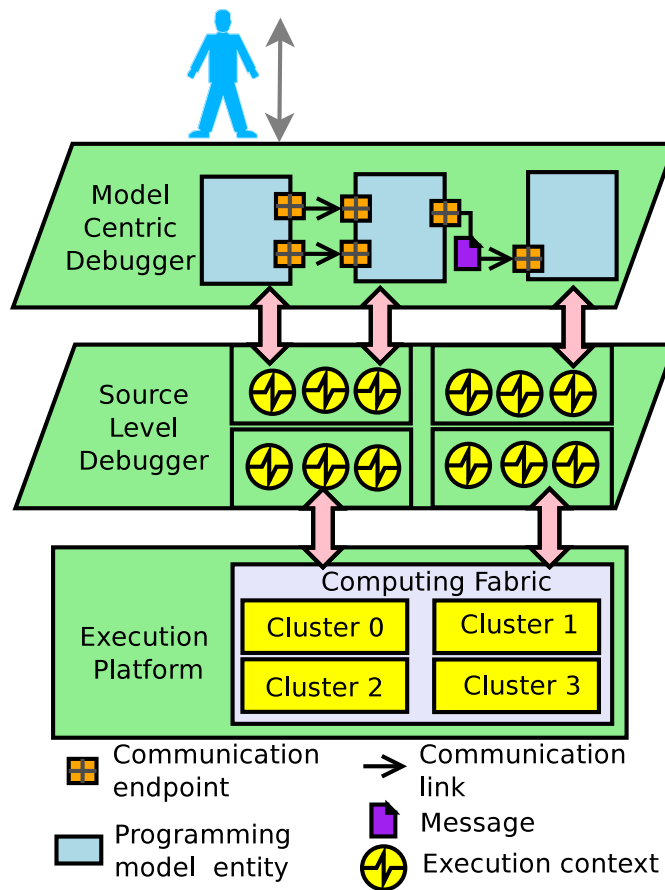 Model
Centric
Debugger
Source
Level
Debugger
Execution
Platform
Computing Fabric
Cluster 0
Cluster 1
Cluster 2
Cluster 3
Communication
endpoint
Communication
link
Message
Programming
model entity
Execution context